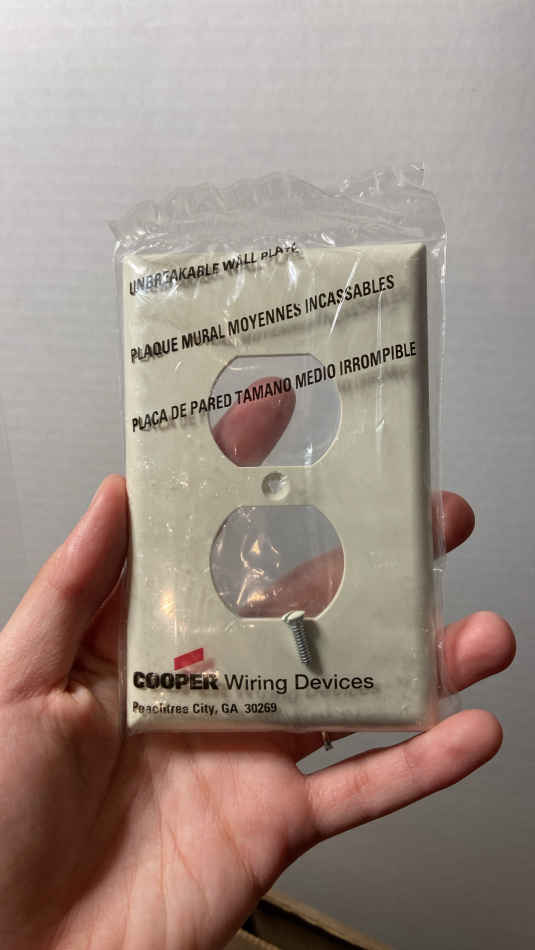 UNBREAKABLE WALL PLATE
PLAQUE MURAL MOYENNES INCASSABLES
PLACA DE PARED TAMANO MEDIO IRROMPIBLE
COOPER Wiring Devices
Peachtree City, GA 30269